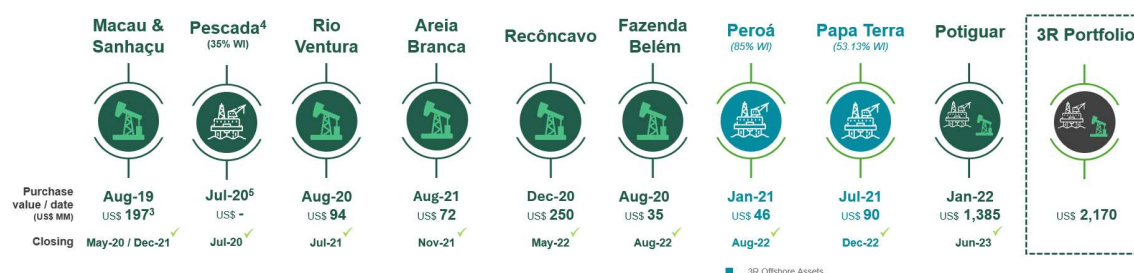 Macau & Sanhaçu
Pescada⁴ (35% WI)
Rio Ventura
Areia Branca
Recôncavo
Fazenda Belém
Peroá (85% WI)
Papa Terra (53.13% WI)
Potiguar
3R Portfolio
Purchase value / date (US$ MM)
Aug-19 Jul-20⁵ Aug-20 Aug-21 Dec-20 Aug-20 Jan-21 Jul-21 Jan-22
US$ 197³ US$ - US$ 94 US$ 72 US$ 250 US$ 35 US$ 46 US$ 90 US$ 1,385 US$ 2,170
Closing May-20 / Dec-21 Jul-20 Jul-21 Nov-21 May-22 Aug-22 Aug-22 Dec-22 Jun-23
3R Offshore Assets